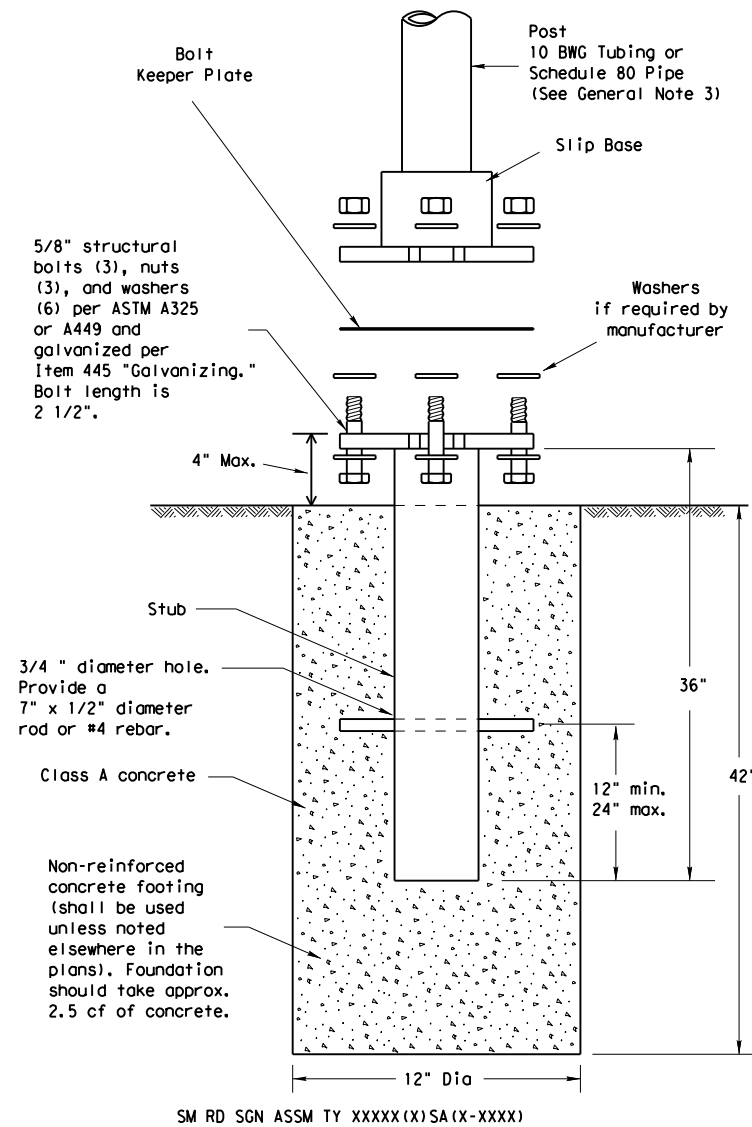 Bolt
Keeper Plate
Post
10 BWG Tubing or
Schedule 80 Pipe
(See General Note 3)
Slip Base
5/8" structural
bolts (3), nuts
(3), and washers
(6) per ASTM A325
or A449 and
galvanized per
Item 445 "Galvanizing."
Bolt length is
2 1/2".
Washers
if required by
manufacturer
4" Max.
Stub
3/4 " diameter hole.
Provide a
7" x 1/2" diameter
rod or #4 rebar.
36"
Class A concrete
12" min.
24" max.
42"
Non-reinforced
concrete footing
(shall be used
unless noted
elsewhere in the
plans). Foundation
should take approx.
2.5 cf of concrete.
12" Dia
SM RD SGN ASSM TY XXXXX(X)SA(X-XXXX)